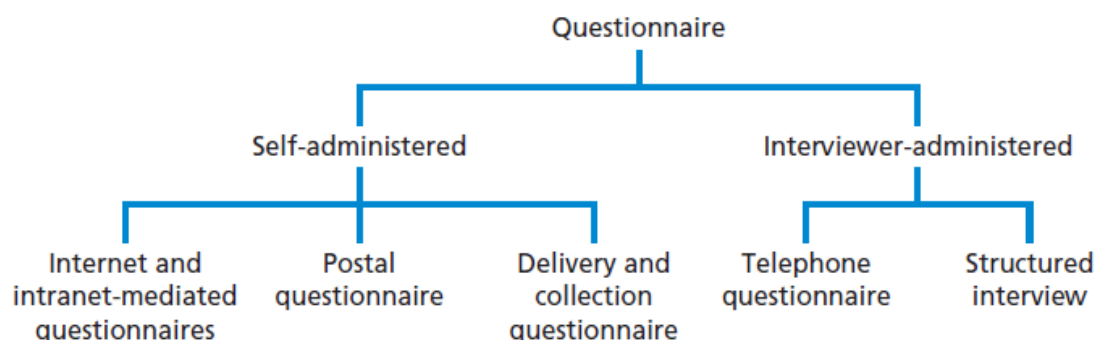 Questionnaire
Self-administered
Interviewer-administered
Internet and
intranet-mediated
questionnaires
Postal
questionnaire
Delivery and
collection
questionnaire
Telephone
questionnaire
Structured
interview